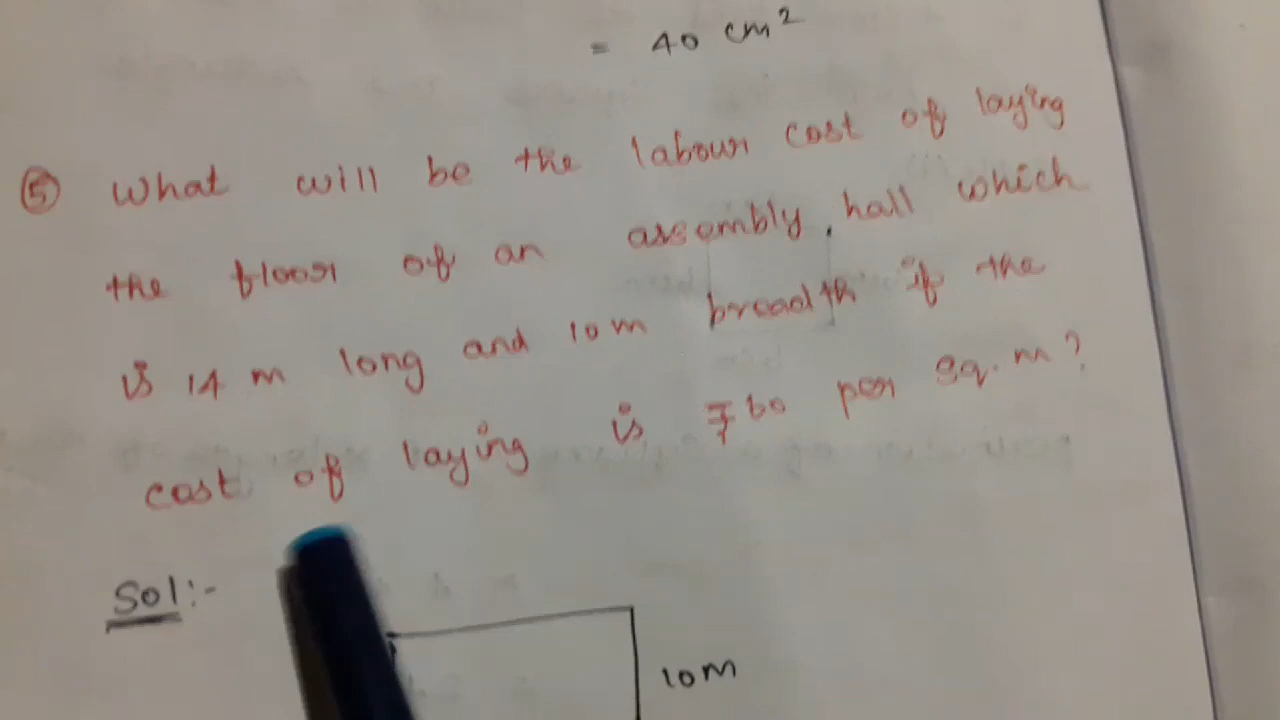 = 40 cm²
⑤ What will be the labour cost of laying
the floor of an assembly hall which
is 14 m long and 10m breadth if the
cost of laying is ₹60 per sq. m?
Sol:-
10m